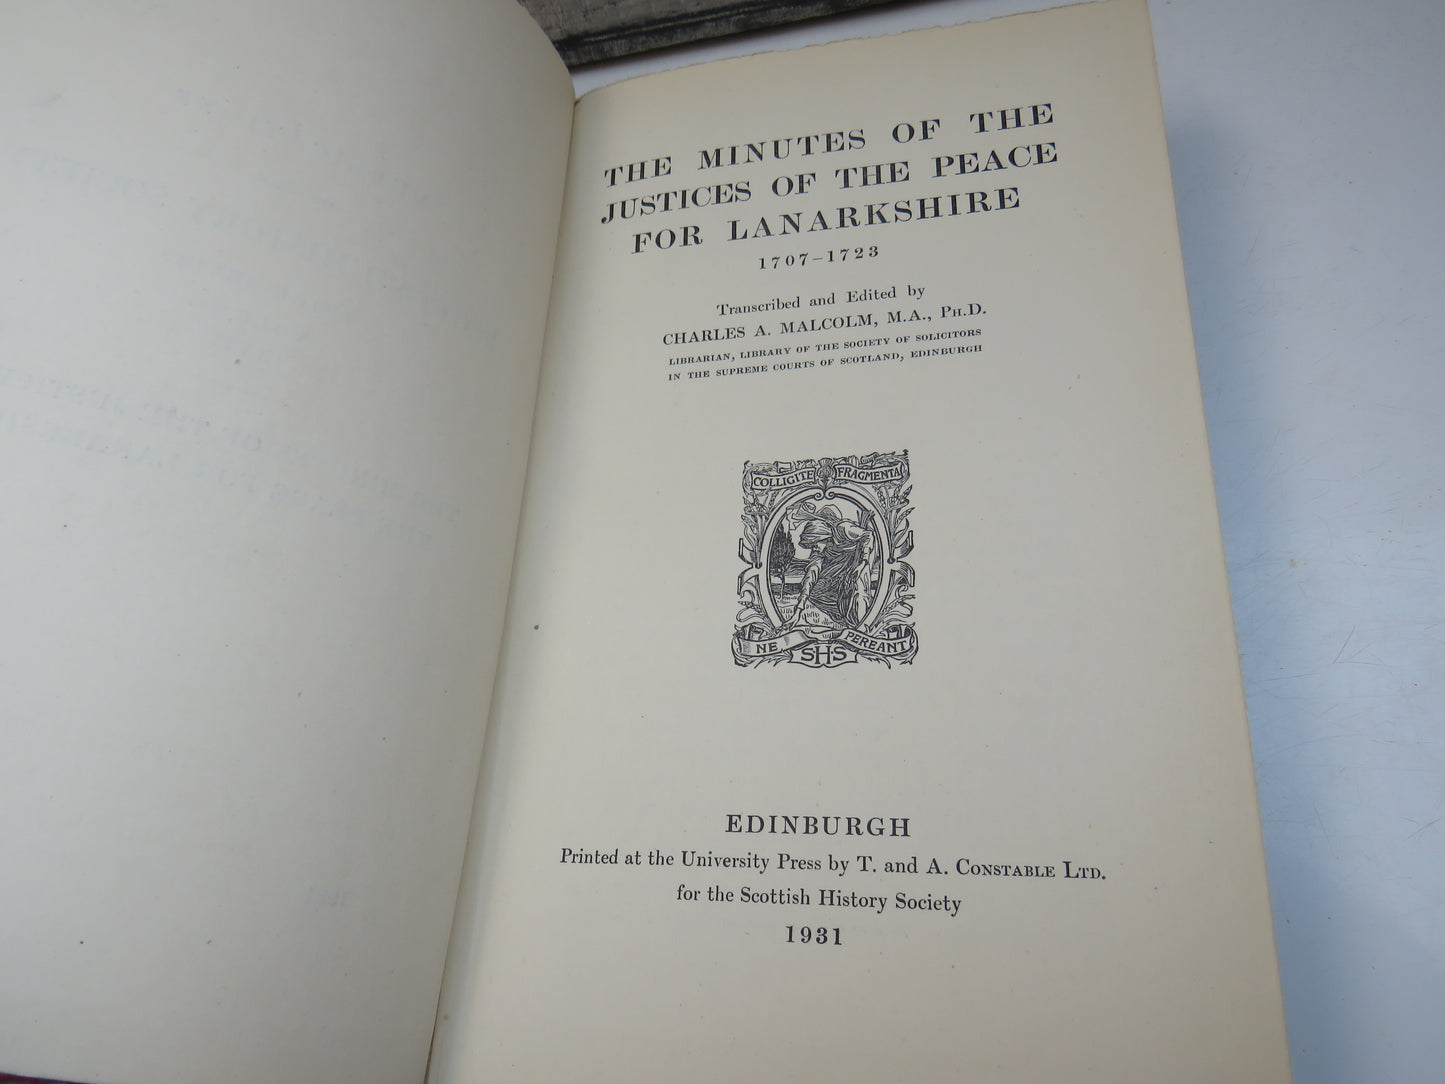 THE MINUTES OF THE
JUSTICES OF THE PEACE
FOR LANARKSHIRE
1707–1723
Transcribed and Edited by
CHARLES A. MALCOLM, M.A., PH.D.
LIBRARIAN, LIBRARY OF THE SOCIETY OF SOLICITORS
IN THE SUPREME COURTS OF SCOTLAND, EDINBURGH
COLLIGITE FRAGMENTA
NE PEREANT
S·H·S
EDINBURGH
Printed at the University Press by T. and A. CONSTABLE LTD.
for the Scottish History Society
1931